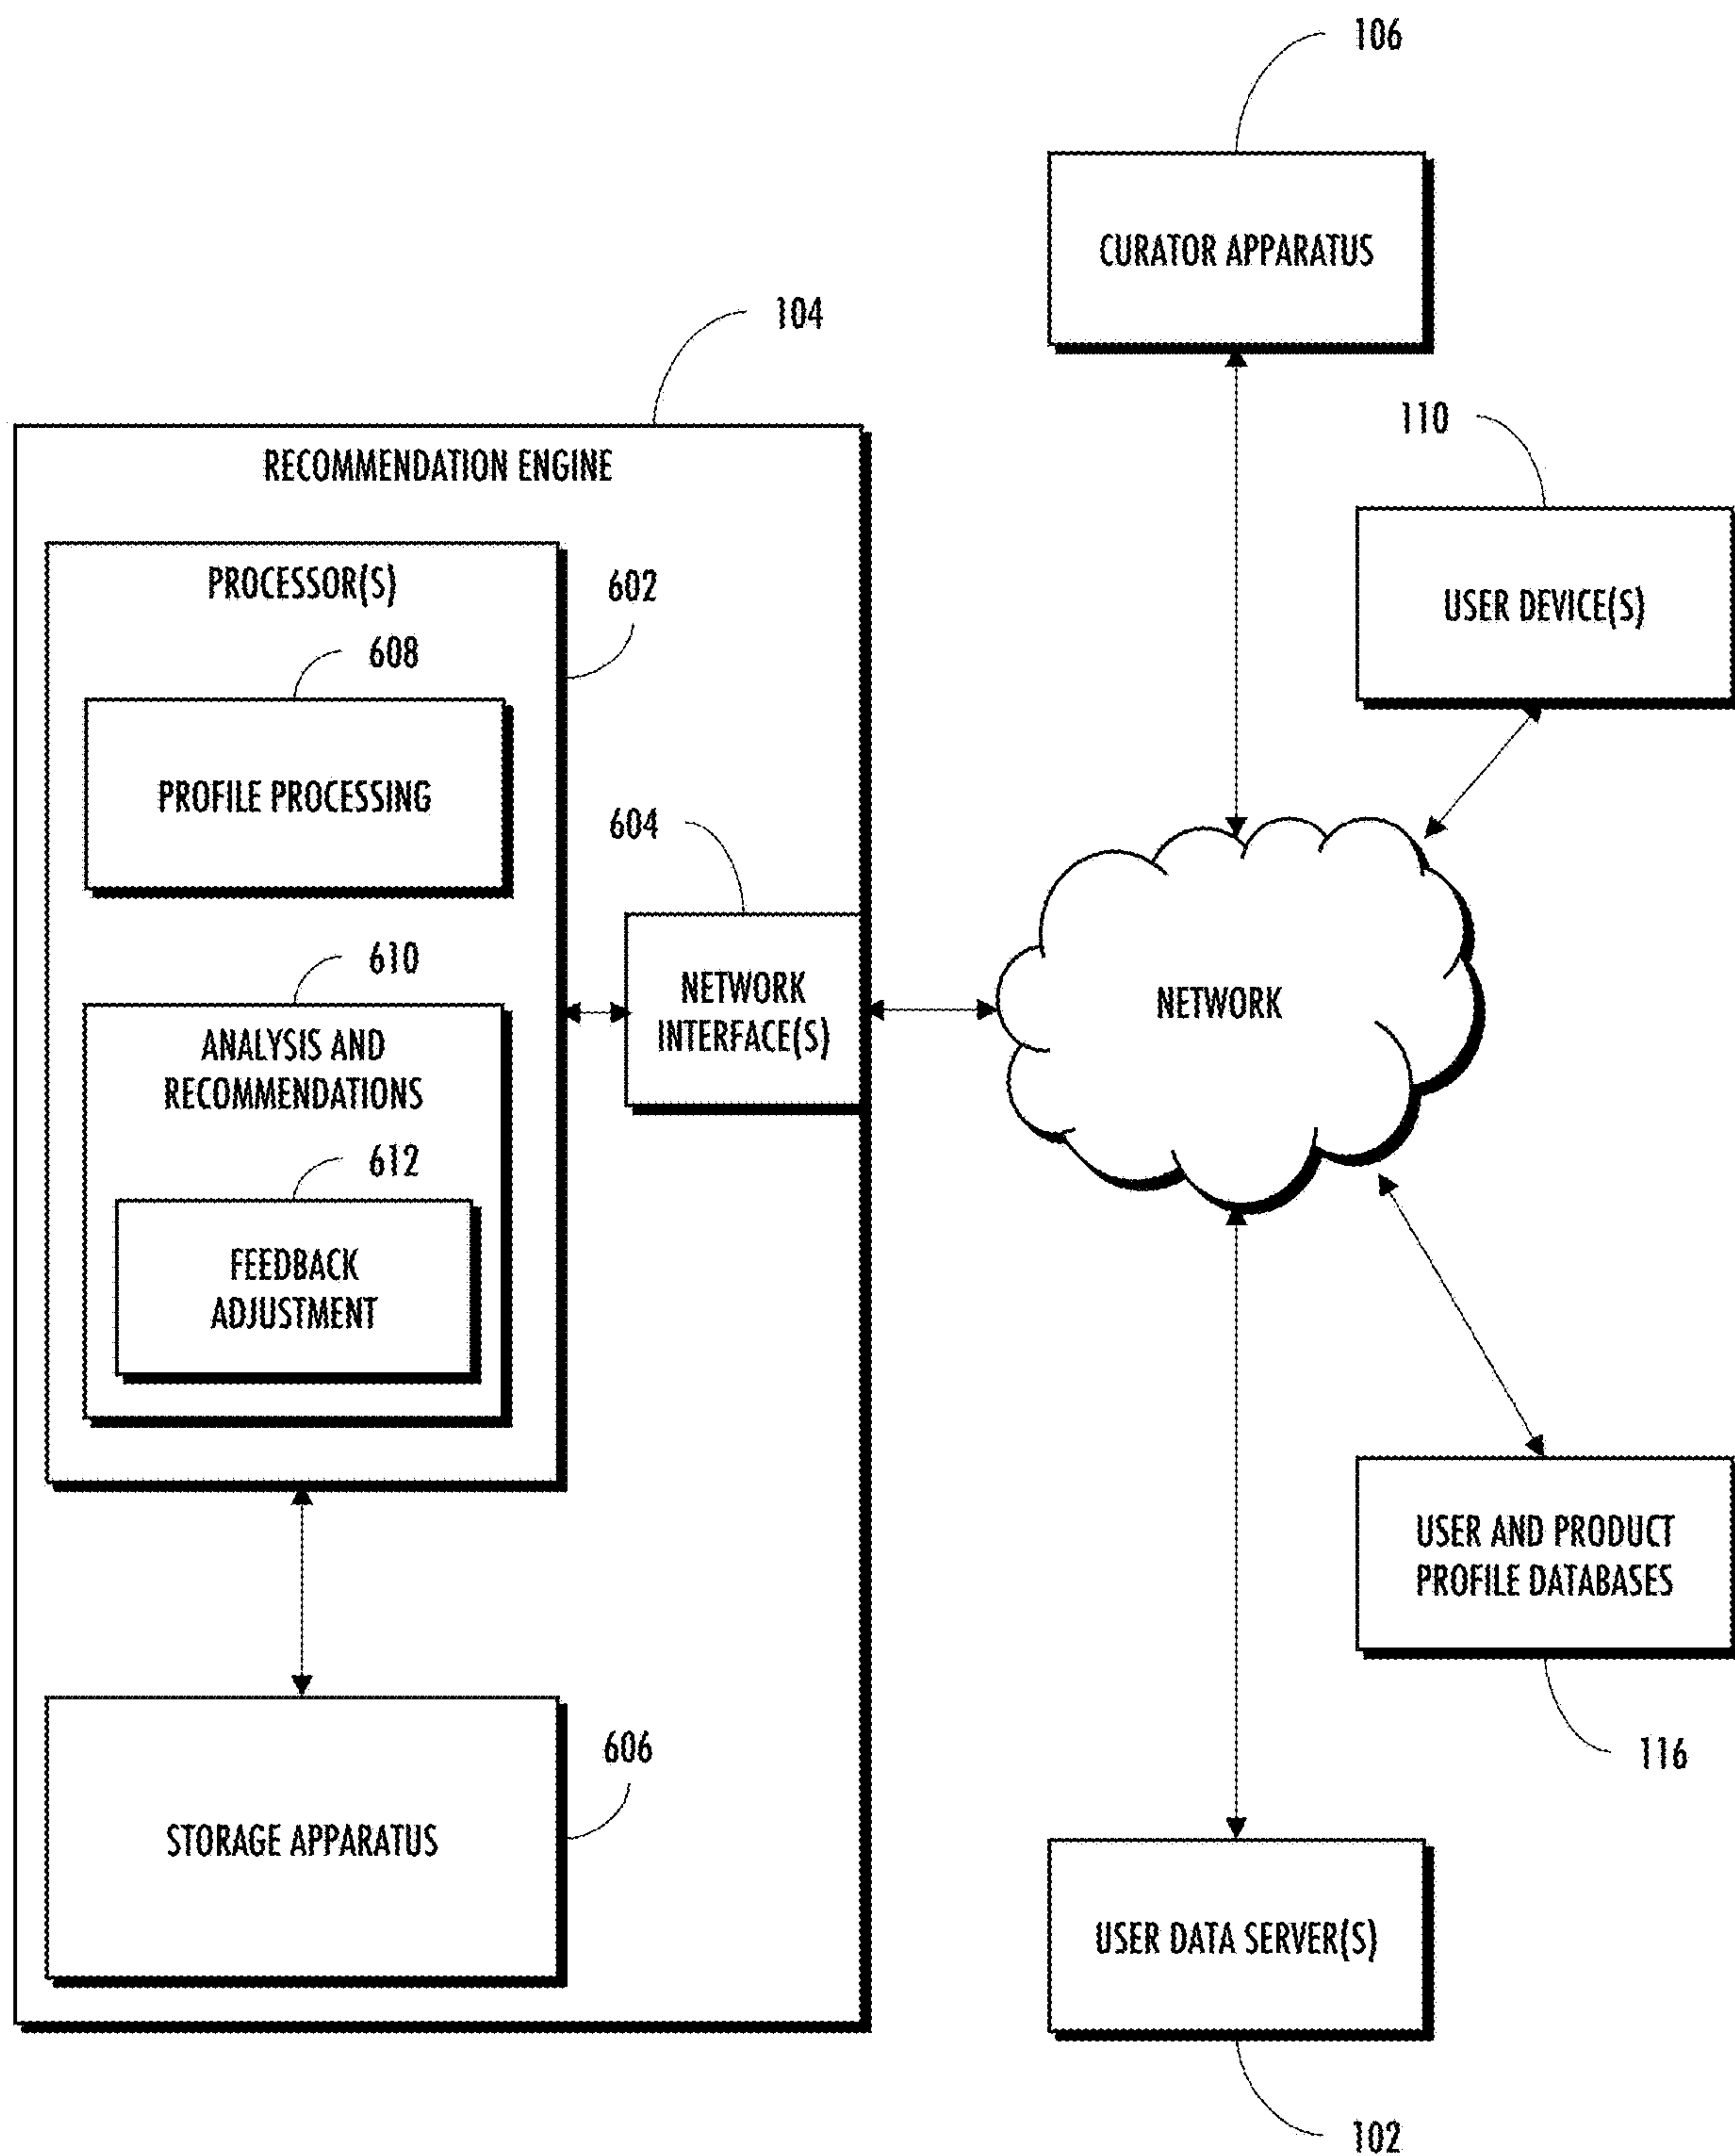 106
CURATOR APPARATUS
104
110
RECOMMENDATION ENGINE
USER DEVICE(S)
PROCESSOR(S)
602
608
PROFILE PROCESSING
604
610
NETWORK
INTERFACE(S)
NETWORK
ANALYSIS AND
RECOMMENDATIONS
612
FEEDBACK
ADJUSTMENT
USER AND PRODUCT
PROFILE DATABASES
116
606
STORAGE APPARATUS
USER DATA SERVER(S)
102